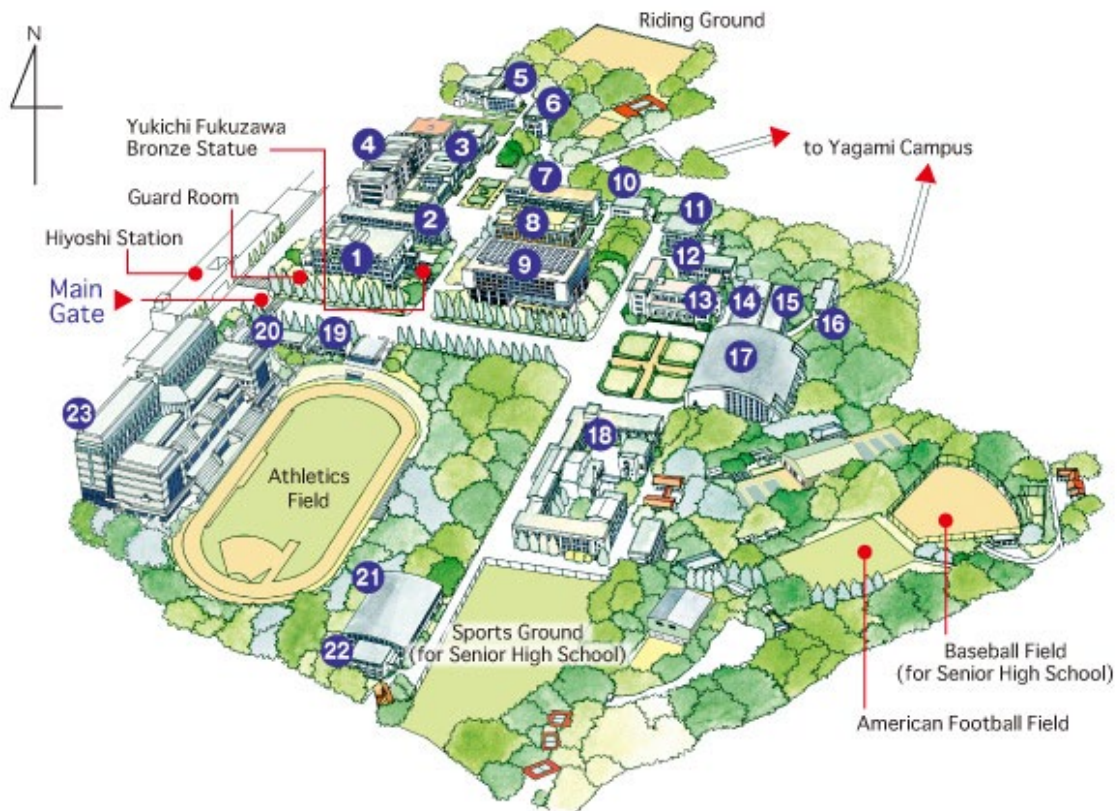 Riding Ground
N
5
6
Yukichi Fukuzawa
Bronze Statue
4
3
to Yagami Campus
Guard Room
7
10
11
2
8
Hiyoshi Station
1
9
12
Main
Gate
13
14
15
16
20
19
17
23
18
Athletics
Field
21
22
Sports Ground
(for Senior High School)
Baseball Field
(for Senior High School)
American Football Field